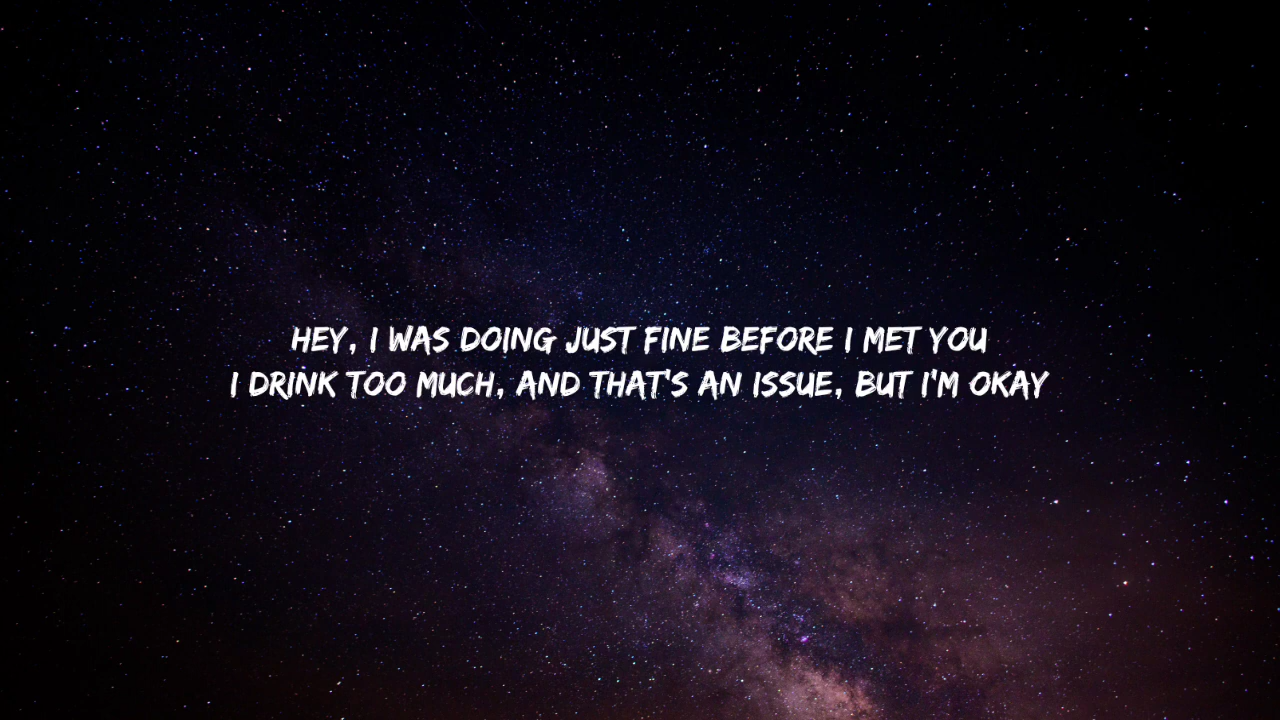 HEY, I WAS DOING JUST FINE BEFORE I MET YOU
I DRINK TOO MUCH, AND THAT'S AN ISSUE, BUT I'M OKAY